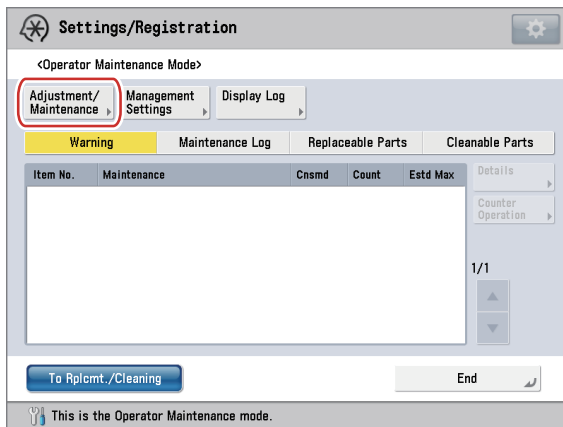 Settings/Registration
<Operator Maintenance Mode>
Adjustment/
Maintenance
Management
Settings
Display Log
Warning
Maintenance Log
Replaceable Parts
Cleanable Parts
Item No.
Maintenance
Cnsmd
Count
Estd Max
Details
Counter
Operation
1/1
To Rplcmt./Cleaning
End
This is the Operator Maintenance mode.